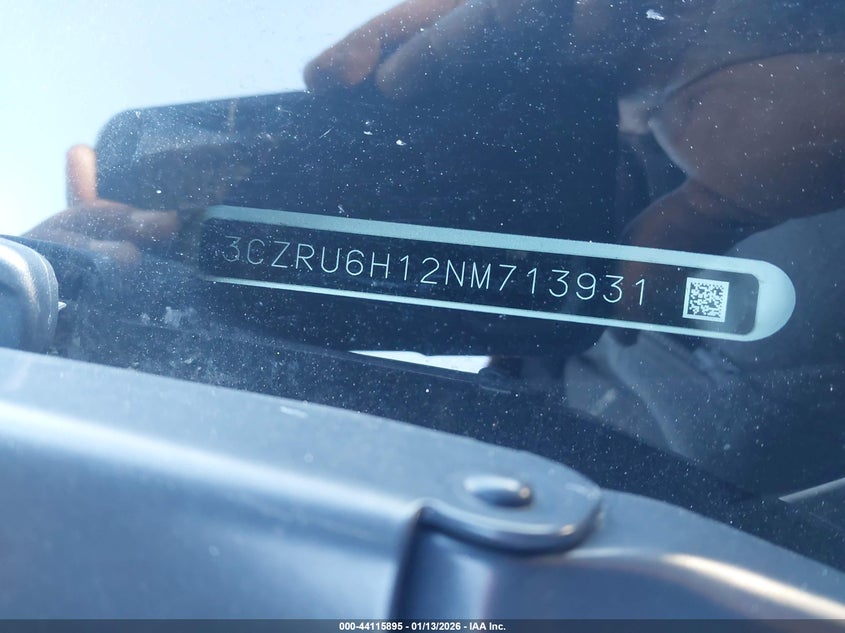 3CZRU6H12NM713931
000-44115895 - 01/13/2026 - IAA Inc.